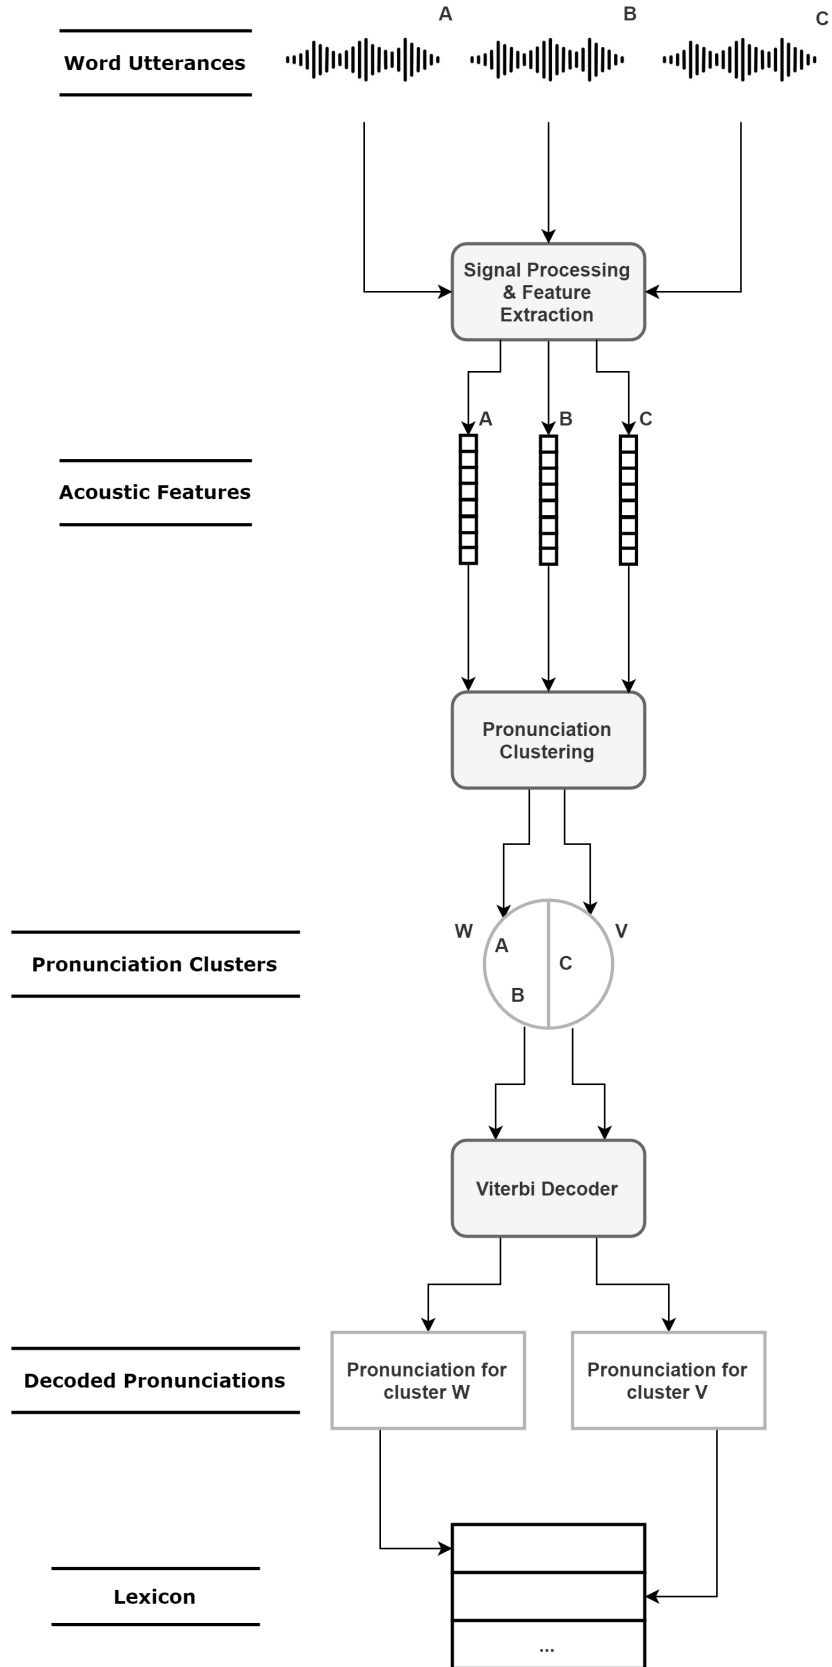 A
B
C
Word Utterances
Signal Processing
& Feature
Extraction
A
B
C
Acoustic Features
Pronunciation
Clustering
W
V
A
C
B
Pronunciation Clusters
Viterbi Decoder
Decoded Pronunciations
Pronunciation for
cluster W
Pronunciation for
cluster V
Lexicon
...